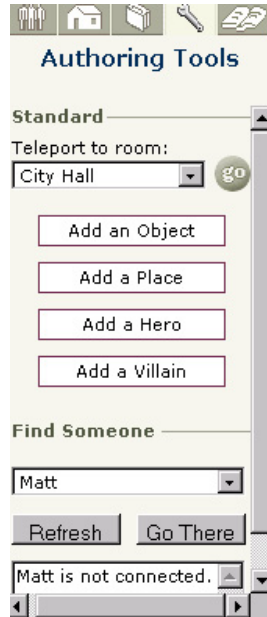 Authoring Tools
Standard
Teleport to room:
City Hall
go
Add an Object
Add a Place
Add a Hero
Add a Villain
Find Someone
Matt
Refresh Go There
Matt is not connected.